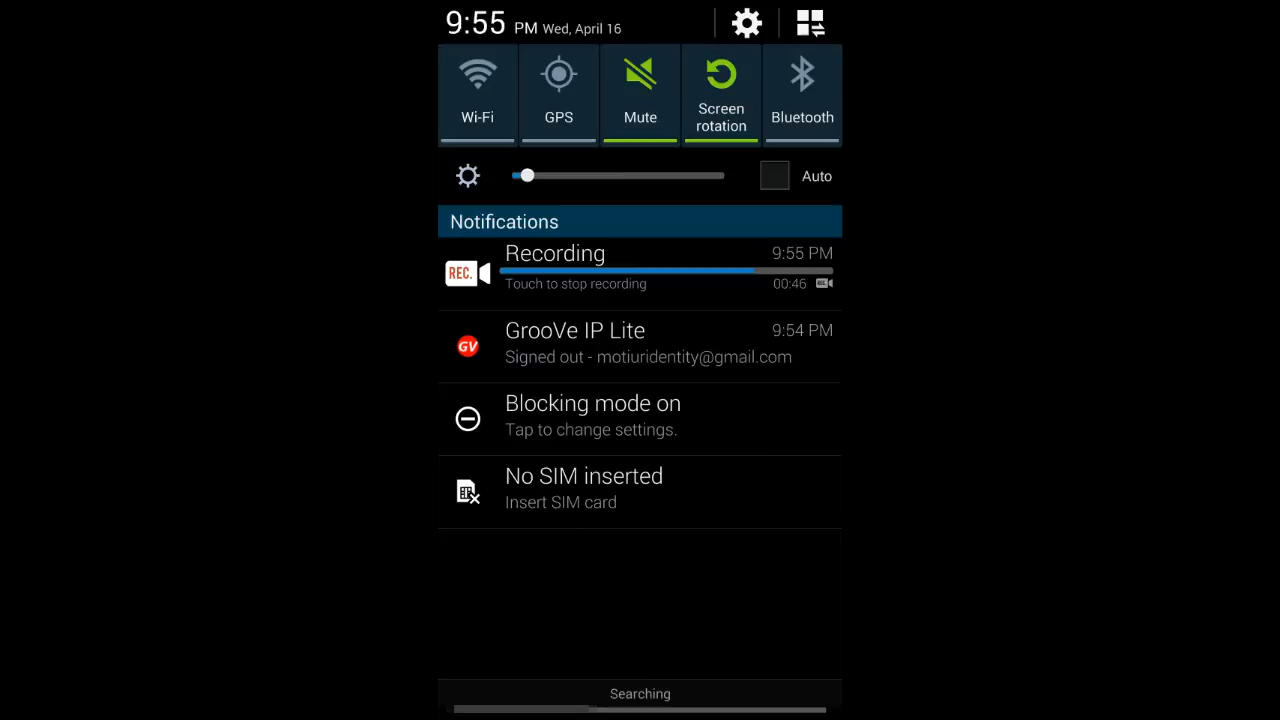 9:55 PM Wed, April 16
Wi-Fi
GPS
Mute
Screen
rotation
Bluetooth
Auto
Notifications
REC.
Recording 9:55 PM
Touch to stop recording 00:46
GV
GrooVe IP Lite 9:54 PM
Signed out - motiuridentity@gmail.com
Blocking mode on
Tap to change settings.
No SIM inserted
Insert SIM card
Searching